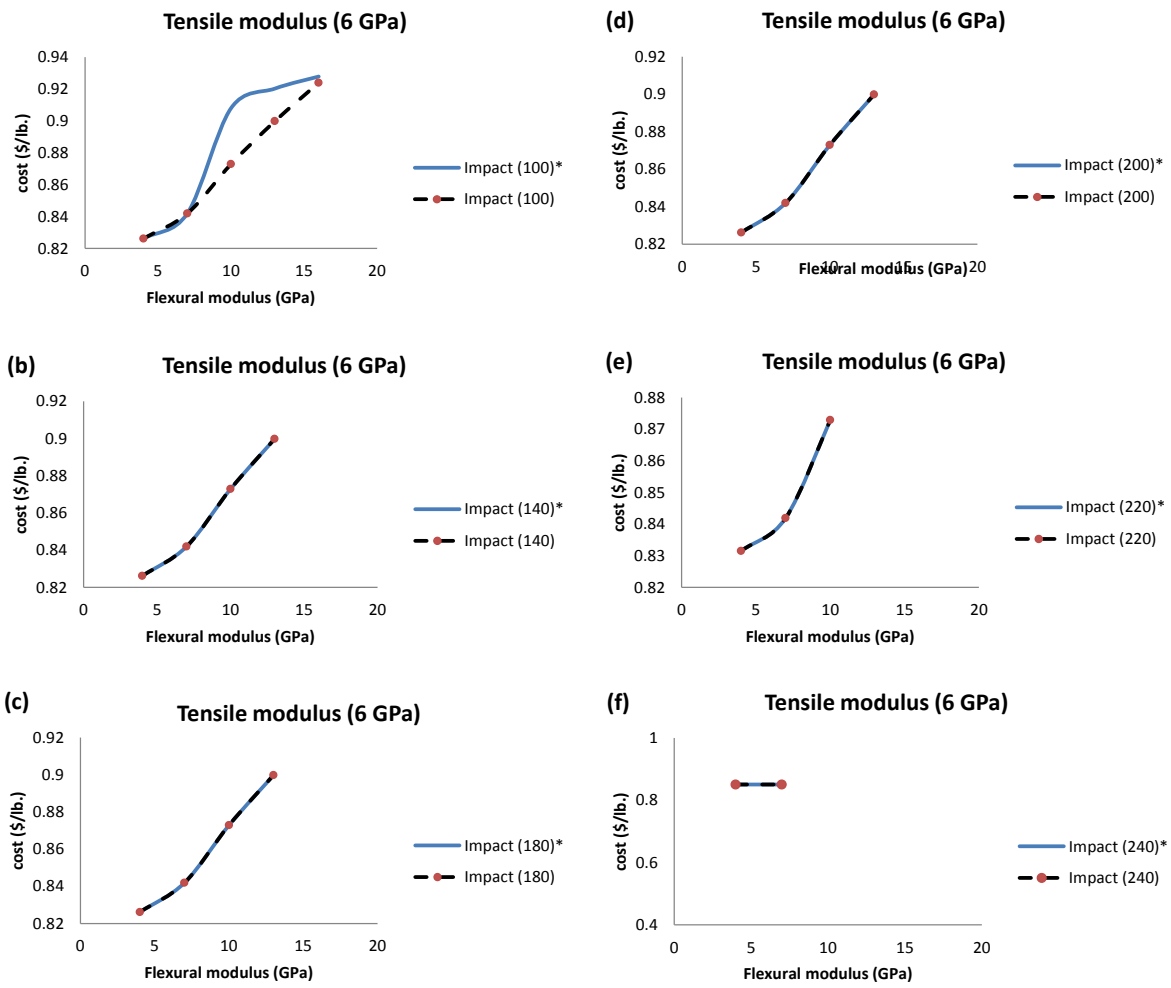 Tensile modulus (6 GPa)
0.94
0.92
0.9
0.88
0.86
0.84
0.82
cost ($/lb.)
0 5 10 15 20
Flexural modulus (GPa)
Impact (100)*
Impact (100)
(d)
Tensile modulus (6 GPa)
0.92
0.9
0.88
0.86
0.84
0.82
cost ($/lb.)
0 5 10 15 20
Flexural modulus (GPa)
Impact (200)*
Impact (200)
(b)
Tensile modulus (6 GPa)
0.92
0.9
0.88
0.86
0.84
0.82
cost ($/lb.)
0 5 10 15 20
Flexural modulus (GPa)
Impact (140)*
Impact (140)
(e)
Tensile modulus (6 GPa)
0.88
0.87
0.86
0.85
0.84
0.83
0.82
cost ($/lb.)
0 5 10 15 20
Flexural modulus (GPa)
Impact (220)*
Impact (220)
(c)
Tensile modulus (6 GPa)
0.92
0.9
0.88
0.86
0.84
0.82
cost ($/lb.)
0 5 10 15 20
Flexural modulus (GPa)
Impact (180)*
Impact (180)
(f)
Tensile modulus (6 GPa)
1
0.8
0.6
0.4
cost ($/lb.)
0 5 10 15 20
Flexural modulus (GPa)
Impact (240)*
Impact (240)